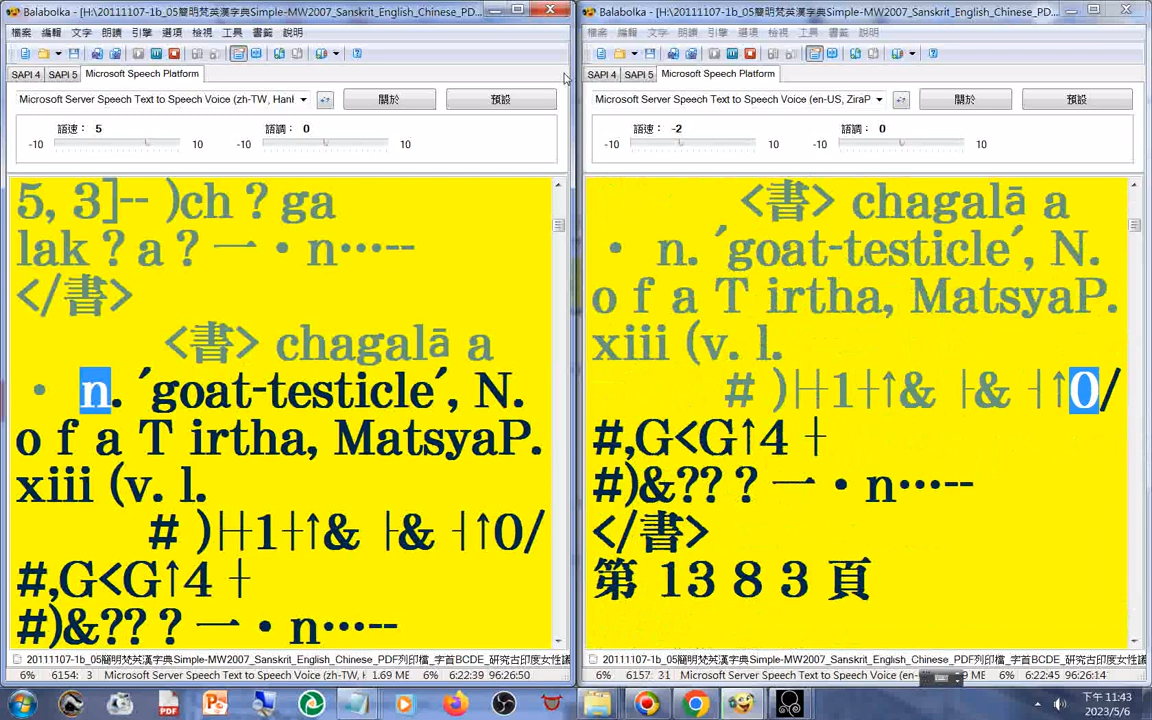 Balabolka - [H:\20111107-1b_05簡明梵英漢字典Simple-MW2007_Sanskrit_English_Chinese_PD...
檔案 編輯 文字 朗讀 引擎 選項 檢視 工具 書籤 說明
SAPI 4 SAPI 5 Microsoft Speech Platform
Microsoft Server Speech Text to Speech Voice (zh-TW, Hanl 關於 預設
語速： 5 語調： 0
-10 10 -10 10
5, 3]-- )ch ? ga
lak ? a ? 一 • n…--
</書>
<書> chagalā a
• n. ´goat-testicle´, N.
o f a T irtha, MatsyaP.
xiii (v. l.
# )├┼1┼↑& ├& ┤↑0/
#,G<G↑4 ┼
#)&?? ? 一 • n…--
20111107-1b_05簡明梵英漢字典Simple-MW2007_Sanskrit_English_Chinese_PDF列印檔_字首BCDE_研究古印度女性議
6% 6154: 3 Microsoft Server Speech Text to Speech Voice (zh-TW, H 1.69 MB 6% 6:22:39 96:26:50
Balabolka - [H:\20111107-1b_05簡明梵英漢字典Simple-MW2007_Sanskrit_English_Chinese_PDF...
檔案 編輯 文字 朗讀 引擎 選項 檢視 工具 書籤 說明
SAPI 4 SAPI 5 Microsoft Speech Platform
Microsoft Server Speech Text to Speech Voice (en-US, ZiraP 關於 預設
語速： -2 語調： 0
-10 10 -10 10
<書> chagalā a
• n. ´goat-testicle´, N.
o f a T irtha, MatsyaP.
xiii (v. l.
# )├┼1┼↑& ├& ┤↑0/
#,G<G↑4 ┼
#)&?? ? 一 • n…--
</書>
第 13 8 3 頁
20111107-1b_05簡明梵英漢字典Simple-MW2007_Sanskrit_English_Chinese_PDF列印檔_字首BCDE_研究古印度女性議
6% 6157: 31 Microsoft Server Speech Text to Speech Voice (en-US, 9 MB 6% 6:22:45 96:26:14
PDF
下午 11:43
2023/5/6